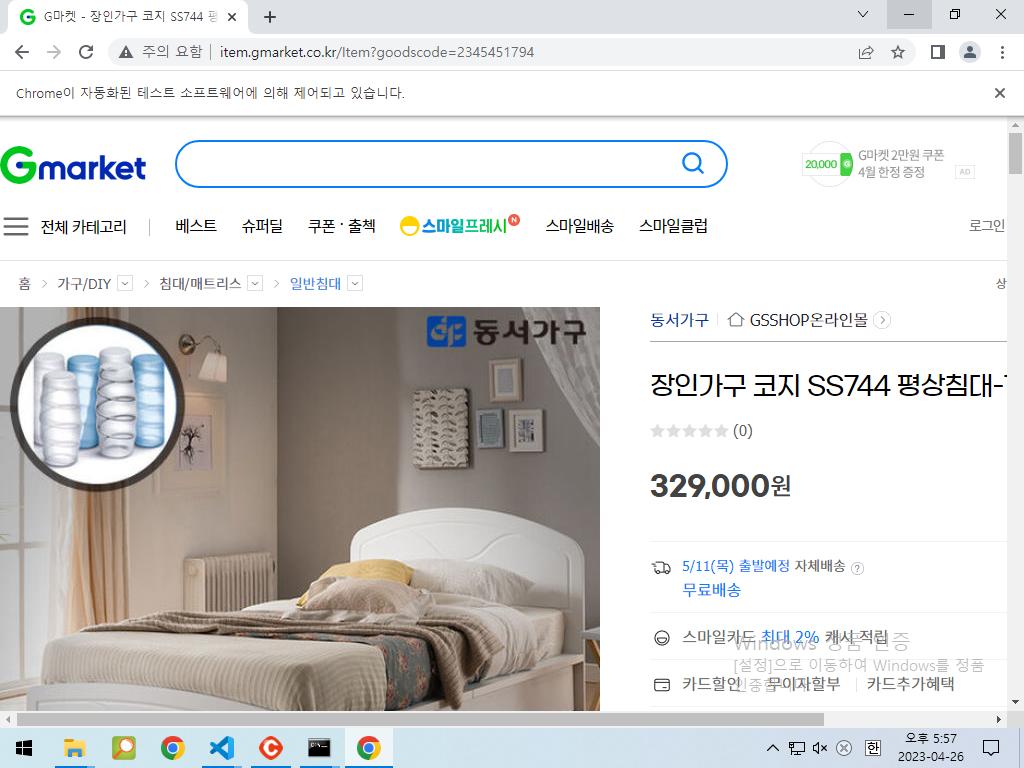 G마켓 - 장인가구 코지 SS744 평
주의 요함
item.gmarket.co.kr/Item?goodscode=2345451794
Chrome이 자동화된 테스트 소프트웨어에 의해 제어되고 있습니다.
Gmarket
20,000
G마켓 2만원 쿠폰
4월 한정 증정
AD
전체 카테고리
베스트 슈퍼딜 쿠폰·출첵 스마일프레시 N 스마일배송 스마일클럽
로그인
홈 > 가구/DIY > 침대/매트리스 > 일반침대
상
동서가구
동서가구 GSSHOP온라인몰
장인가구 코지 SS744 평상침대-
(0)
329,000원
5/11(목) 출발예정 자체배송 ?
무료배송
스마일카드 최대 2% 캐시 적립
Windows 정품 인증
[설정]으로 이동하여 Windows를 정품
카드할인 무이자할부 카드추가혜택
한
오후 5:57
2023-04-26